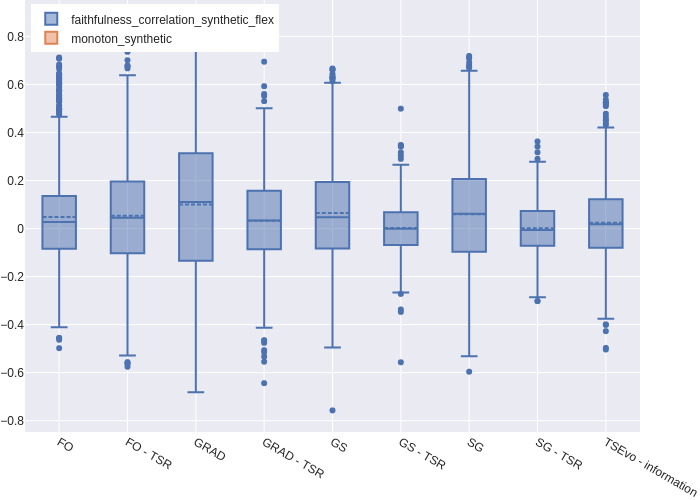 faithfulness_correlation_synthetic_flex
monoton_synthetic
0.8
0.6
0.4
0.2
0
−0.2
−0.4
−0.6
−0.8
FO
FO - TSR
GRAD
GRAD - TSR
GS
GS - TSR
SG
SG - TSR
TSEvo - information